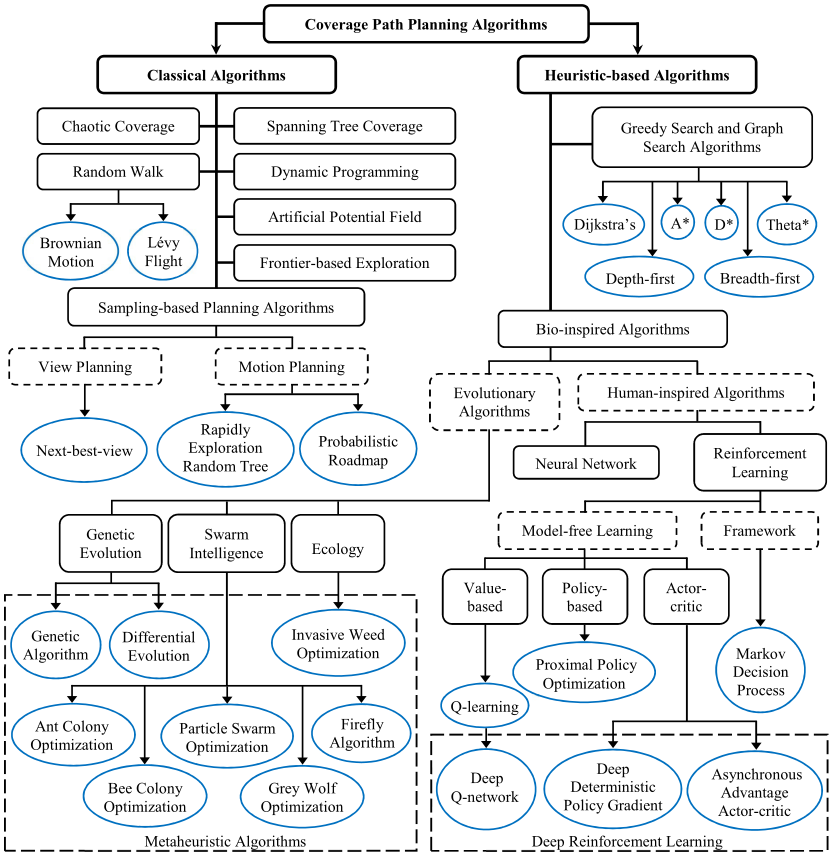 Coverage Path Planning Algorithms
Classical Algorithms
Heuristic-based Algorithms
Chaotic Coverage
Spanning Tree Coverage
Greedy Search and Graph
Search Algorithms
Random Walk
Dynamic Programming
Artificial Potential Field
Frontier-based Exploration
Brownian
Motion
Lévy
Flight
Dijkstra's
A*
D*
Theta*
Depth-first
Breadth-first
Sampling-based Planning Algorithms
Bio-inspired Algorithms
View Planning
Motion Planning
Evolutionary
Algorithms
Human-inspired Algorithms
Next-best-view
Rapidly
Exploration
Random Tree
Probabilistic
Roadmap
Neural Network
Reinforcement
Learning
Genetic
Evolution
Swarm
Intelligence
Ecology
Model-free Learning
Framework
Value-
based
Policy-
based
Actor-
critic
Genetic
Algorithm
Differential
Evolution
Invasive Weed
Optimization
Proximal Policy
Optimization
Markov
Decision
Process
Q-learning
Ant Colony
Optimization
Particle Swarm
Optimization
Firefly
Algorithm
Bee Colony
Optimization
Grey Wolf
Optimization
Deep
Q-network
Deep
Deterministic
Policy Gradient
Asynchronous
Advantage
Actor-critic
Metaheuristic Algorithms
Deep Reinforcement Learning